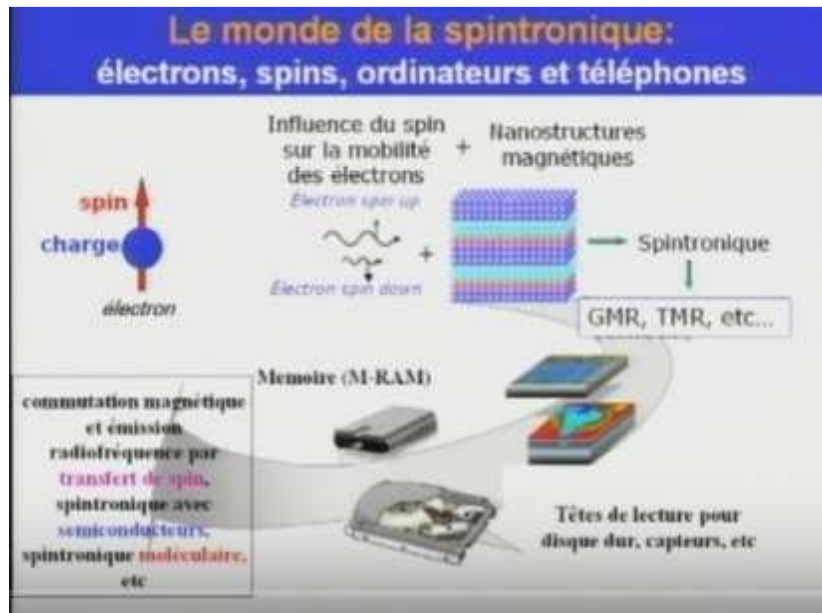 Le monde de la spintronique:
électrons, spins, ordinateurs et téléphones
Influence du spin
sur la mobilité
des électrons
+
Nanostructures
magnétiques
spin
charge
électron
Electron spin up
+
Electron spin down
Spintronique
GMR, TMR, etc...
Memoire (M-RAM)
commutation magnétique
et émission
radiofréquence par
transfert de spin,
spintronique avec
semiconducteurs,
spintronique moléculaire,
etc
Têtes de lecture pour
disque dur, capteurs, etc